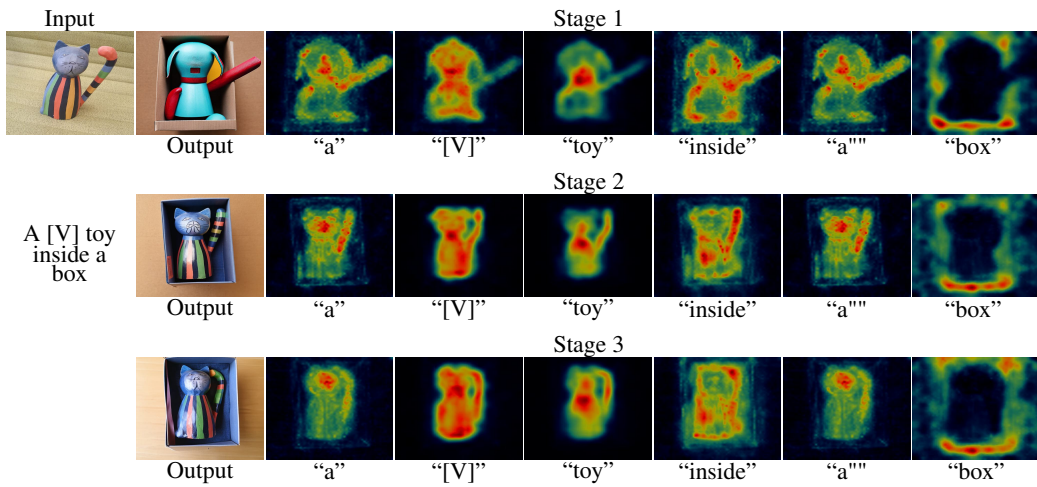 Input
Stage 1
Output
“a”
“[V]”
“toy”
“inside”
“a""
“box”
Stage 2
A [V] toy
inside a
box
Output
“a”
“[V]”
“toy”
“inside”
“a""
“box”
Stage 3
Output
“a”
“[V]”
“toy”
“inside”
“a""
“box”